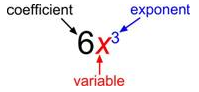 coefficient exponent
6x³
variable